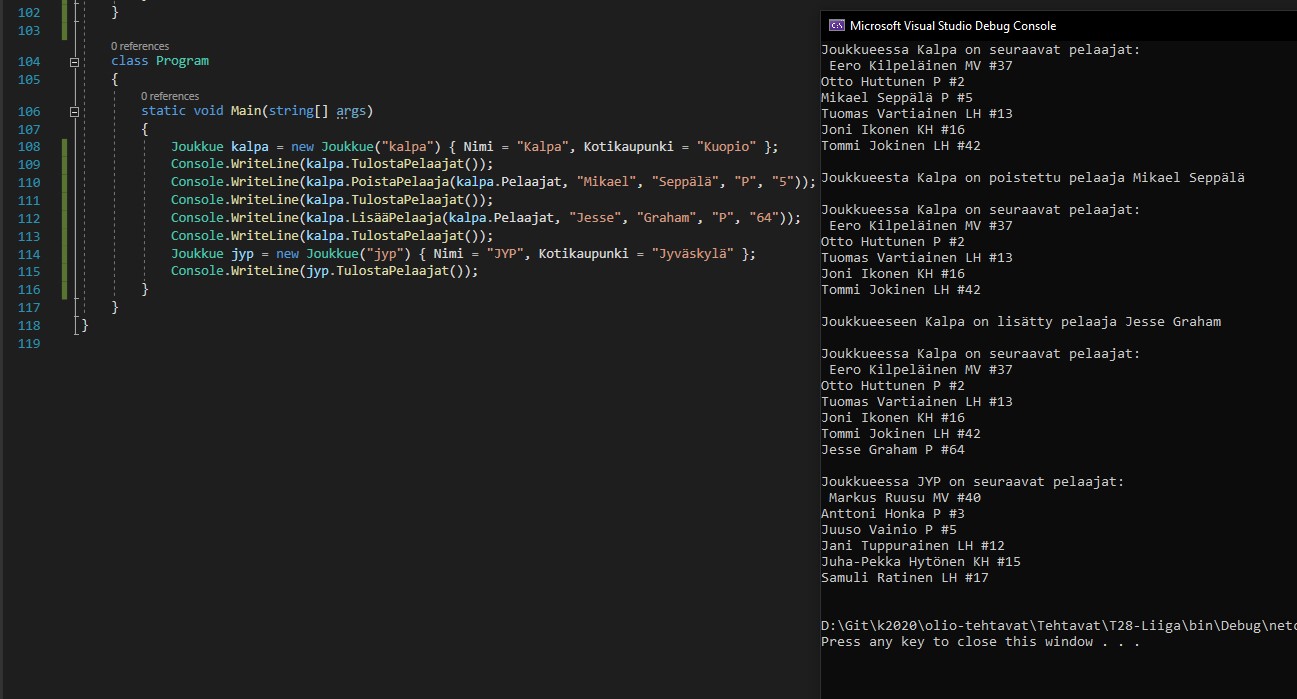 102 }
103
0 references
104 class Program
105 {
0 references
106 static void Main(string[] args)
107 {
108 Joukkue kalpa = new Joukkue("kalpa") { Nimi = "Kalpa", Kotikaupunki = "Kuopio" };
109 Console.WriteLine(kalpa.TulostaPelaajat());
110 Console.WriteLine(kalpa.PoistaPelaaja(kalpa.Pelaajat, "Mikael", "Seppälä", "P", "5"));
111 Console.WriteLine(kalpa.TulostaPelaajat());
112 Console.WriteLine(kalpa.LisääPelaaja(kalpa.Pelaajat, "Jesse", "Graham", "P", "64"));
113 Console.WriteLine(kalpa.TulostaPelaajat());
114 Joukkue jyp = new Joukkue("jyp") { Nimi = "JYP", Kotikaupunki = "Jyväskylä" };
115 Console.WriteLine(jyp.TulostaPelaajat());
116 }
117 }
118 }
119
Microsoft Visual Studio Debug Console
Joukkueessa Kalpa on seuraavat pelaajat:
Eero Kilpeläinen MV #37
Otto Huttunen P #2
Mikael Seppälä P #5
Tuomas Vartiainen LH #13
Joni Ikonen KH #16
Tommi Jokinen LH #42
Joukkueesta Kalpa on poistettu pelaaja Mikael Seppälä
Joukkueessa Kalpa on seuraavat pelaajat:
Eero Kilpeläinen MV #37
Otto Huttunen P #2
Tuomas Vartiainen LH #13
Joni Ikonen KH #16
Tommi Jokinen LH #42
Joukkueeseen Kalpa on lisätty pelaaja Jesse Graham
Joukkueessa Kalpa on seuraavat pelaajat:
Eero Kilpeläinen MV #37
Otto Huttunen P #2
Tuomas Vartiainen LH #13
Joni Ikonen KH #16
Tommi Jokinen LH #42
Jesse Graham P #64
Joukkueessa JYP on seuraavat pelaajat:
Markus Ruusu MV #40
Anttoni Honka P #3
Juuso Vainio P #5
Jani Tuppurainen LH #12
Juha-Pekka Hytönen KH #15
Samuli Ratinen LH #17
D:\Git\k2020\olio-tehtavat\Tehtavat\T28-Liiga\bin\Debug\netc
Press any key to close this window . . .